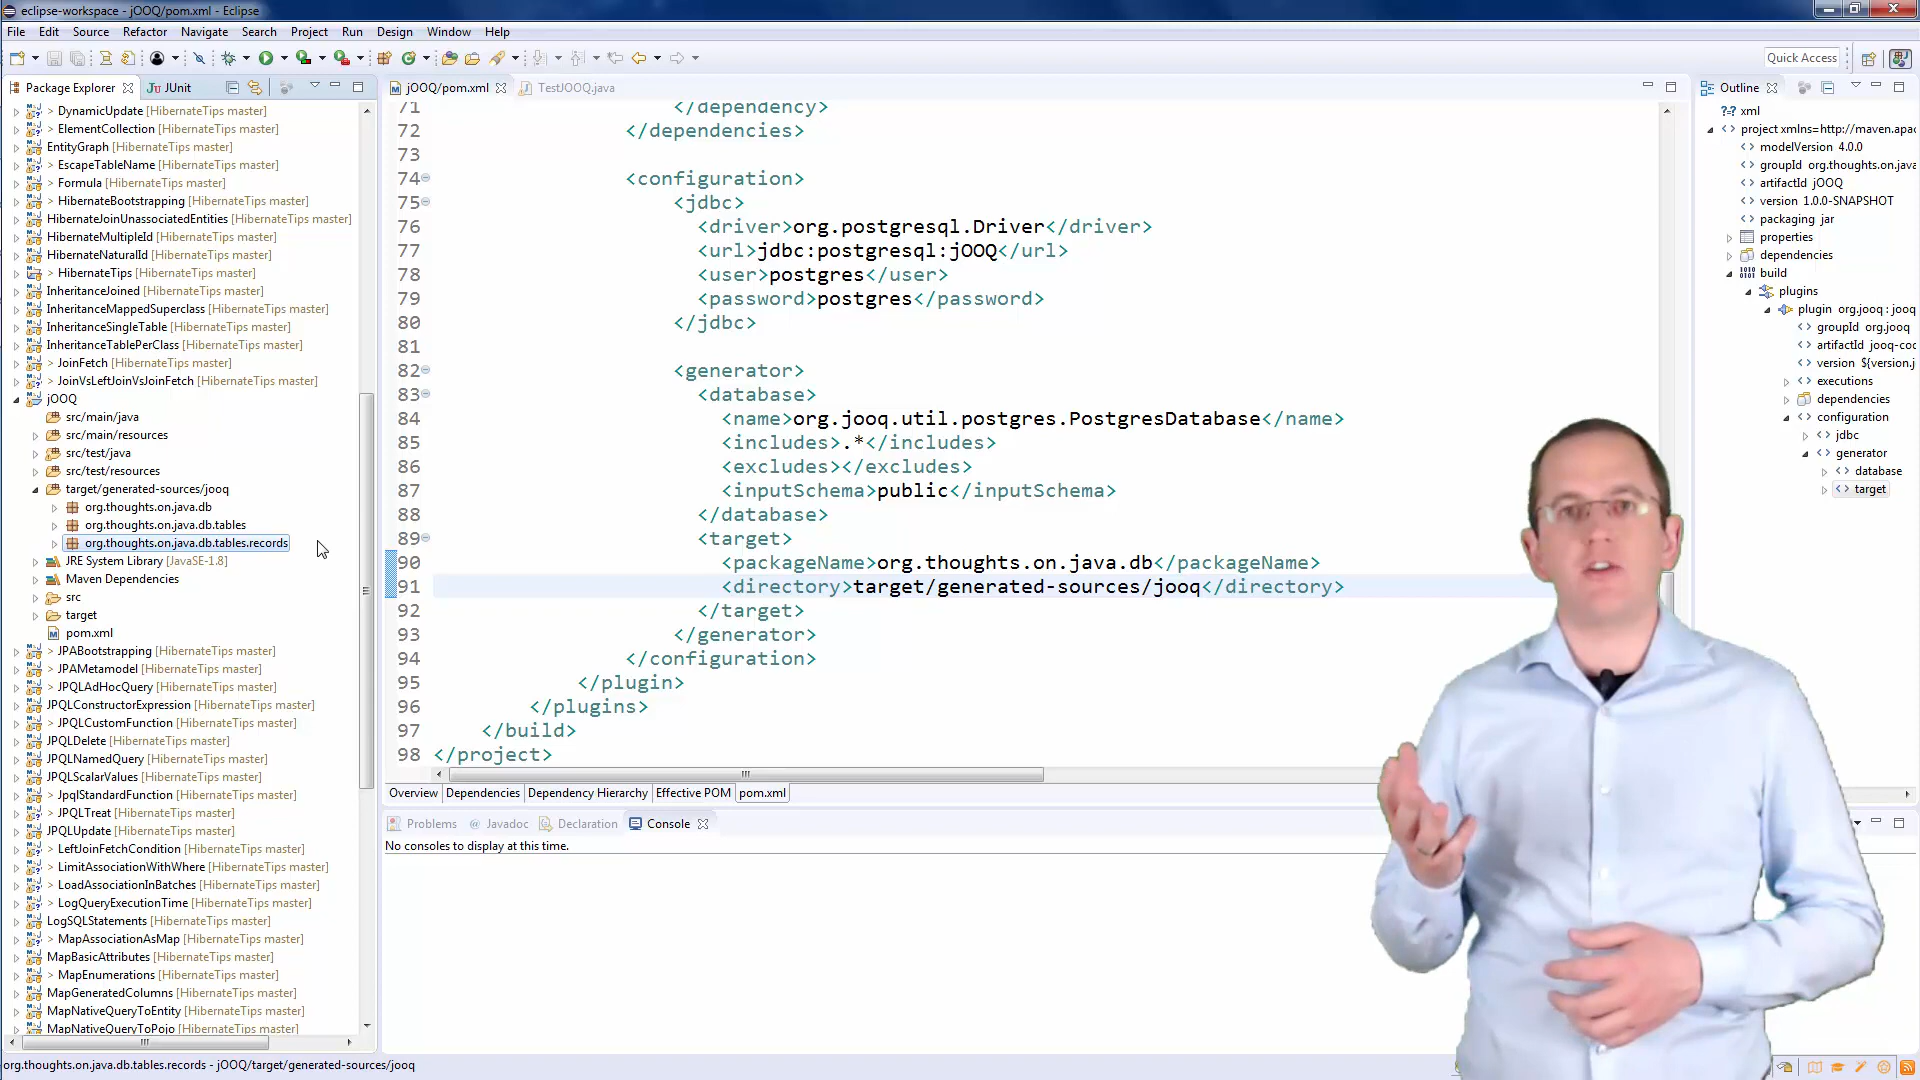 eclipse-workspace - jOOQ/pom.xml - Eclipse
File Edit Source Refactor Navigate Search Project Run Design Window Help
Quick Access
Package Explorer
JUnit
> DynamicUpdate [HibernateTips master]
> ElementCollection [HibernateTips master]
EntityGraph [HibernateTips master]
> EscapeTableName [HibernateTips master]
> Formula [HibernateTips master]
> HibernateBootstrapping [HibernateTips master]
HibernateJoinUnassociatedEntities [HibernateTips master]
HibernateMultipleId [HibernateTips master]
HibernateNaturalId [HibernateTips master]
> HibernateTips [HibernateTips master]
InheritanceJoined [HibernateTips master]
InheritanceMappedSuperclass [HibernateTips master]
InheritanceSingleTable [HibernateTips master]
InheritanceTablePerClass [HibernateTips master]
> JoinFetch [HibernateTips master]
> JoinVsLeftJoinVsJoinFetch [HibernateTips master]
jOOQ
src/main/java
src/main/resources
src/test/java
src/test/resources
target/generated-sources/jooq
org.thoughts.on.java.db
org.thoughts.on.java.db.tables
org.thoughts.on.java.db.tables.records
JRE System Library [JavaSE-1.8]
Maven Dependencies
src
target
pom.xml
> JPABootstrapping [HibernateTips master]
> JPAMetamodel [HibernateTips master]
> JPQLAdHocQuery [HibernateTips master]
JPQLConstructorExpression [HibernateTips master]
> JPQLCustomFunction [HibernateTips master]
JPQLDelete [HibernateTips master]
JPQLNamedQuery [HibernateTips master]
JPQLScalarValues [HibernateTips master]
> JpqlStandardFunction [HibernateTips master]
> JPQLTreat [HibernateTips master]
JPQLUpdate [HibernateTips master]
> LeftJoinFetchCondition [HibernateTips master]
> LimitAssociationWithWhere [HibernateTips master]
> LoadAssociationInBatches [HibernateTips master]
> LogQueryExecutionTime [HibernateTips master]
LogSQLStatements [HibernateTips master]
> MapAssociationAsMap [HibernateTips master]
MapBasicAttributes [HibernateTips master]
> MapEnumerations [HibernateTips master]
MapGeneratedColumns [HibernateTips master]
MapNativeQueryToEntity [HibernateTips master]
MapNativeQueryToPojo [HibernateTips master]
jOOQ/pom.xml
TestJOOQ.java
71 </dependency>
72 </dependencies>
73
74 <configuration>
75 <jdbc>
76 <driver>org.postgresql.Driver</driver>
77 <url>jdbc:postgresql:jOOQ</url>
78 <user>postgres</user>
79 <password>postgres</password>
80 </jdbc>
81
82 <generator>
83 <database>
84 <name>org.jooq.util.postgres.PostgresDatabase</name>
85 <includes>.*</includes>
86 <excludes></excludes>
87 <inputSchema>public</inputSchema>
88 </database>
89 <target>
90 <packageName>org.thoughts.on.java.db</packageName>
91 <directory>target/generated-sources/jooq</directory>
92 </target>
93 </generator>
94 </configuration>
95 </plugin>
96 </plugins>
97 </build>
98 </project>
Overview Dependencies Dependency Hierarchy Effective POM pom.xml
Problems @ Javadoc Declaration Console
No consoles to display at this time.
Outline
?-? xml
project xmlns=http://maven.apac
modelVersion 4.0.0
groupId org.thoughts.on.java
artifactId jOOQ
version 1.0.0-SNAPSHOT
packaging jar
properties
dependencies
build
plugins
plugin org.jooq : jooq
groupId org.jooq
artifactId jooq-coc
version ${version.j
executions
dependencies
configuration
jdbc
generator
database
target
org.thoughts.on.java.db.tables.records - jOOQ/target/generated-sources/jooq